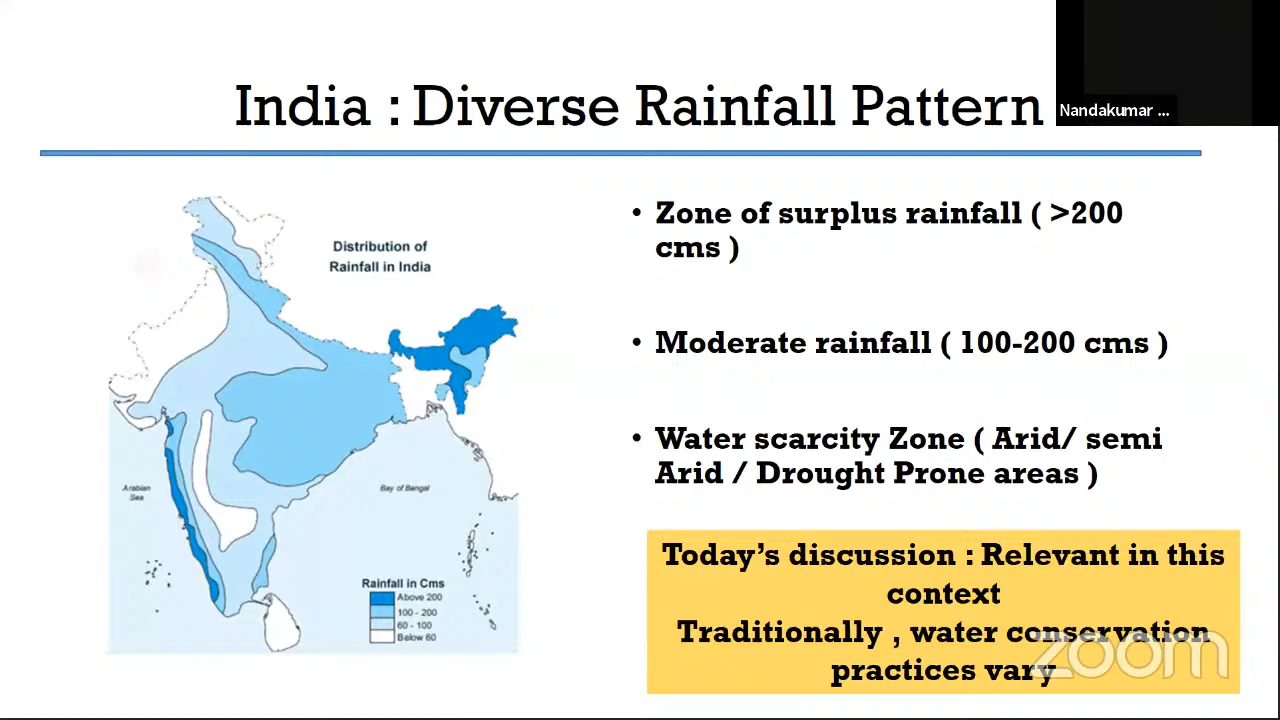 India : Diverse Rainfall Pattern
Nandakumar ...
Distribution of
Rainfall in India
Arabian
Sea
Bay of Bengal
Rainfall in Cms
Above 200
100 - 200
60 - 100
Below 60
• Zone of surplus rainfall ( >200
cms )
• Moderate rainfall ( 100-200 cms )
• Water scarcity Zone ( Arid/ semi
Arid / Drought Prone areas )
Today’s discussion : Relevant in this
context
Traditionally , water conservation
practices vary
zoom